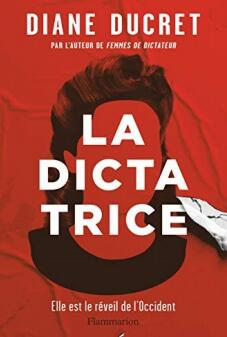 DIANE DUCRET
PAR L'AUTEUR DE FEMMES DE DICTATEUR
LA
DICTA
TRICE
Elle est le réveil de l'Occident
Flammarion